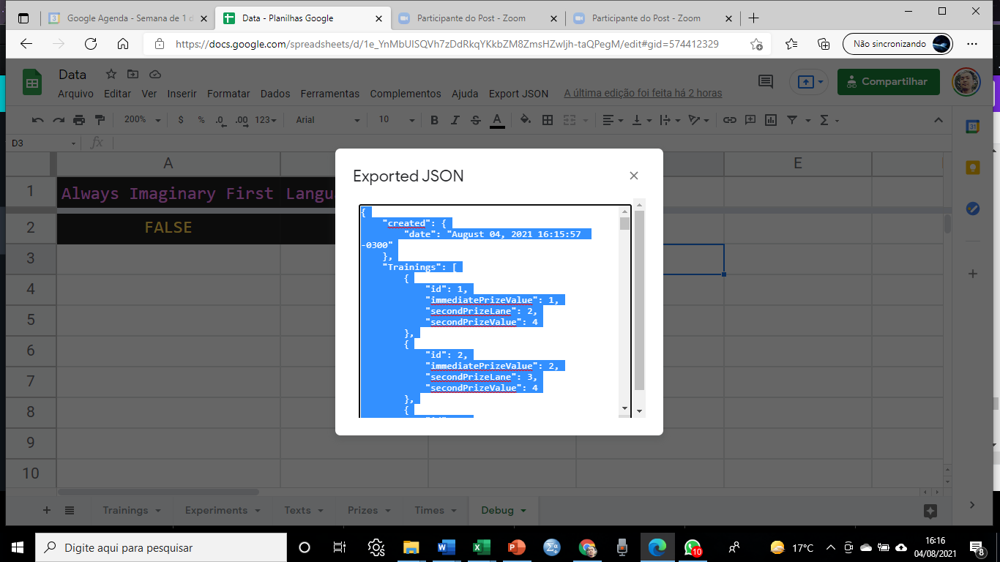 Google Agenda - Semana de 1 d
Data - Planilhas Google
Participante do Post - Zoom
Participante do Post - Zoom
https://docs.google.com/spreadsheets/d/1e_YnMbUISQVh7zDdRkqYKkbZM8ZmsHZwIjh-taQPegM/edit#gid=574412329
Não sincronizando
Data
Arquivo Editar Ver Inserir Formatar Dados Ferramentas Complementos Ajuda Export JSON A última edição foi feita há 2 horas
Compartilhar
200% $ % .0 .00 123 Arial 10 B I S A Σ
D3 fx
A E
1 Always Imaginary First Langu
2 FALSE
3
4
5
6
7
8
9
10
Exported JSON
{
"created": {
"date": "August 04, 2021 16:15:57
-0300"
},
"Trainings": [
{
"id": 1,
"immediatePrizeValue": 1,
"secondPrizeLane": 2,
"secondPrizeValue": 4
},
{
"id": 2,
"immediatePrizeValue": 2,
"secondPrizeLane": 3,
"secondPrizeValue": 4
},
{
Trainings Experiments Texts Prizes Times Debug
31
Digite aqui para pesquisar
10
17°C
16:16
04/08/2021
8